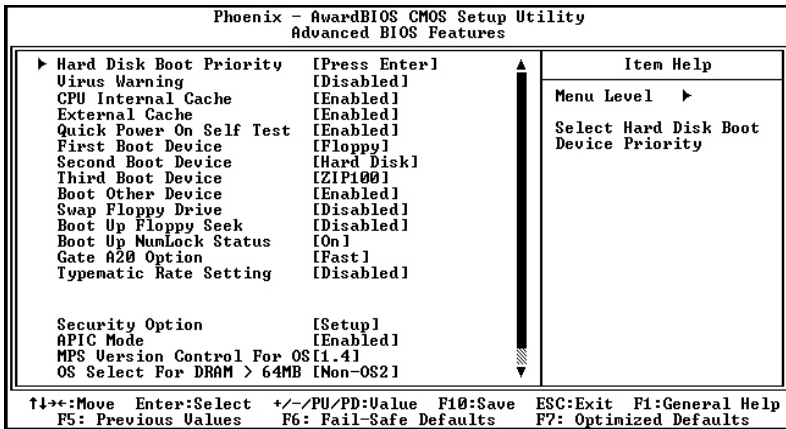 Phoenix - AwardBIOS CMOS Setup Utility
Advanced BIOS Features
Hard Disk Boot Priority [Press Enter]
Virus Warning [Disabled]
CPU Internal Cache [Enabled]
External Cache [Enabled]
Quick Power On Self Test [Enabled]
First Boot Device [Floppy]
Second Boot Device [Hard Disk]
Third Boot Device [ZIP100]
Boot Other Device [Enabled]
Swap Floppy Drive [Disabled]
Boot Up Floppy Seek [Disabled]
Boot Up NumLock Status [On]
Gate A20 Option [Fast]
Typematic Rate Setting [Disabled]
Security Option [Setup]
APIC Mode [Enabled]
MPS Version Control For OS[1.4]
OS Select For DRAM > 64MB [Non-OS2]
Item Help
Menu Level ▶
Select Hard Disk Boot
Device Priority
↑↓→←:Move Enter:Select +/-/PU/PD:Value F10:Save ESC:Exit F1:General Help
F5: Previous Values F6: Fail-Safe Defaults F7: Optimized Defaults